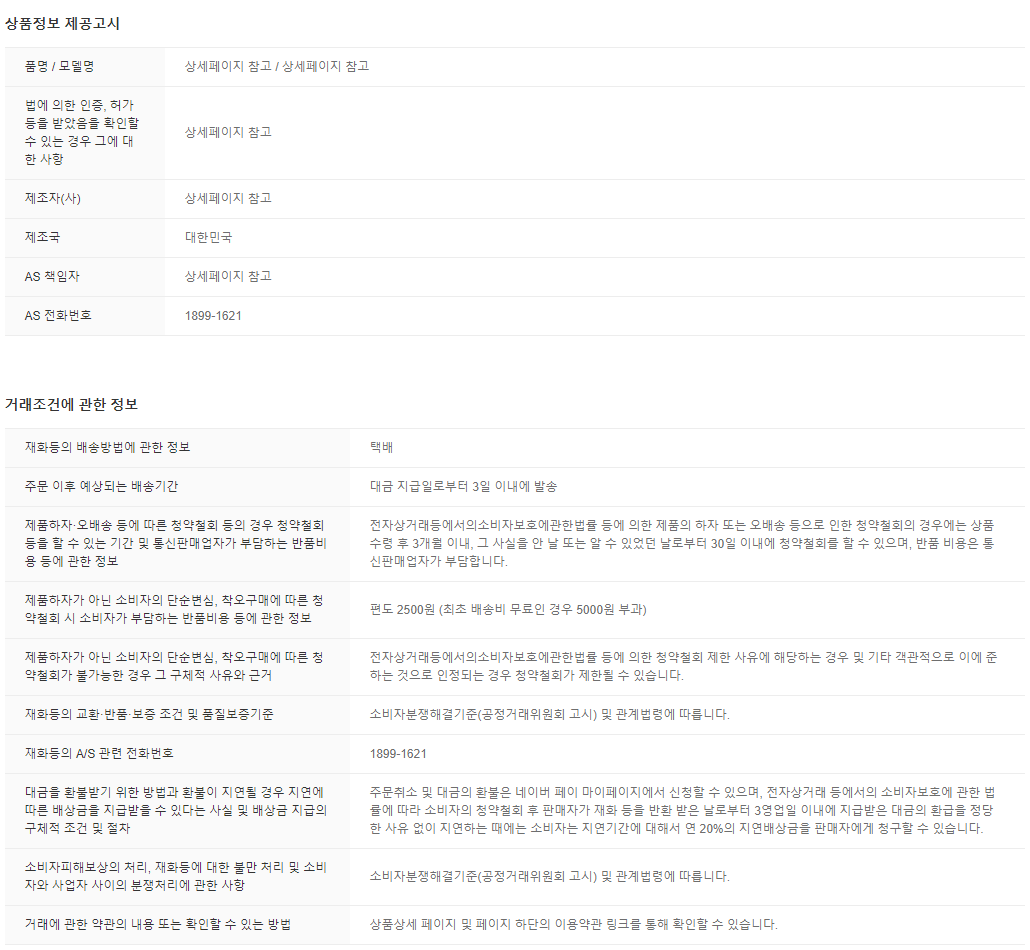 상품정보 제공고시
품명 / 모델명
상세페이지 참고 / 상세페이지 참고
법에 의한 인증, 허가
등을 받았음을 확인할
수 있는 경우 그에 대
한 사항
상세페이지 참고
제조자(사)
상세페이지 참고
제조국
대한민국
AS 책임자
상세페이지 참고
AS 전화번호
1899-1621
거래조건에 관한 정보
재화등의 배송방법에 관한 정보
택배
주문 이후 예상되는 배송기간
대금 지급일로부터 3일 이내에 발송
제품하자·오배송 등에 따른 청약철회 등의 경우 청약철회
등을 할 수 있는 기간 및 통신판매업자가 부담하는 반품비
용 등에 관한 정보
전자상거래등에서의소비자보호에관한법률 등에 의한 제품의 하자 또는 오배송 등으로 인한 청약철회의 경우에는 상품
수령 후 3개월 이내, 그 사실을 안 날 또는 알 수 있었던 날로부터 30일 이내에 청약철회를 할 수 있으며, 반품 비용은 통
신판매업자가 부담합니다.
제품하자가 아닌 소비자의 단순변심, 착오구매에 따른 청
약철회 시 소비자가 부담하는 반품비용 등에 관한 정보
편도 2500원 (최초 배송비 무료인 경우 5000원 부과)
제품하자가 아닌 소비자의 단순변심, 착오구매에 따른 청
약철회가 불가능한 경우 그 구체적 사유와 근거
전자상거래등에서의소비자보호에관한법률 등에 의한 청약철회 제한 사유에 해당하는 경우 및 기타 객관적으로 이에 준
하는 것으로 인정되는 경우 청약철회가 제한될 수 있습니다.
재화등의 교환·반품·보증 조건 및 품질보증기준
소비자분쟁해결기준(공정거래위원회 고시) 및 관계법령에 따릅니다.
재화등의 A/S 관련 전화번호
1899-1621
대금을 환불받기 위한 방법과 환불이 지연될 경우 지연에
따른 배상금을 지급받을 수 있다는 사실 및 배상금 지급의
구체적 조건 및 절차
주문취소 및 대금의 환불은 네이버 페이 마이페이지에서 신청할 수 있으며, 전자상거래 등에서의 소비자보호에 관한 법
률에 따라 소비자의 청약철회 후 판매자가 재화 등을 반환 받은 날로부터 3영업일 이내에 지급받은 대금의 환급을 정당
한 사유 없이 지연하는 때에는 소비자는 지연기간에 대해서 연 20%의 지연배상금을 판매자에게 청구할 수 있습니다.
소비자피해보상의 처리, 재화등에 대한 불만 처리 및 소비
자와 사업자 사이의 분쟁처리에 관한 사항
소비자분쟁해결기준(공정거래위원회 고시) 및 관계법령에 따릅니다.
거래에 관한 약관의 내용 또는 확인할 수 있는 방법
상품상세 페이지 및 페이지 하단의 이용약관 링크를 통해 확인할 수 있습니다.